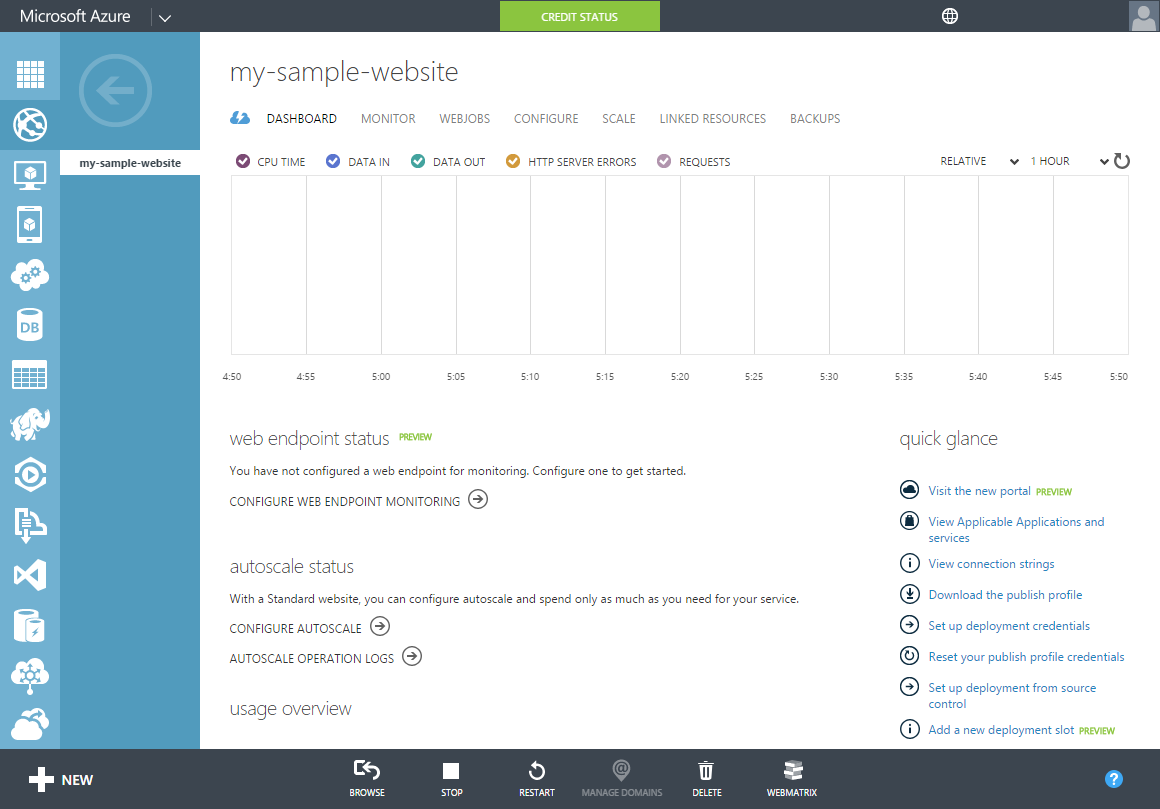 Microsoft Azure
CREDIT STATUS
my-sample-website
my-sample-website
DASHBOARD MONITOR WEBJOBS CONFIGURE SCALE LINKED RESOURCES BACKUPS
CPU TIME DATA IN DATA OUT HTTP SERVER ERRORS REQUESTS RELATIVE 1 HOUR
4:50 4:55 5:00 5:05 5:10 5:15 5:20 5:25 5:30 5:35 5:40 5:45 5:50
DB
web endpoint status PREVIEW
You have not configured a web endpoint for monitoring. Configure one to get started.
CONFIGURE WEB ENDPOINT MONITORING
autoscale status
With a Standard website, you can configure autoscale and spend only as much as you need for your service.
CONFIGURE AUTOSCALE
AUTOSCALE OPERATION LOGS
usage overview
quick glance
Visit the new portal PREVIEW
View Applicable Applications and
services
View connection strings
Download the publish profile
Set up deployment credentials
Reset your publish profile credentials
Set up deployment from source
control
Add a new deployment slot PREVIEW
NEW
BROWSE STOP RESTART MANAGE DOMAINS DELETE WEBMATRIX
?